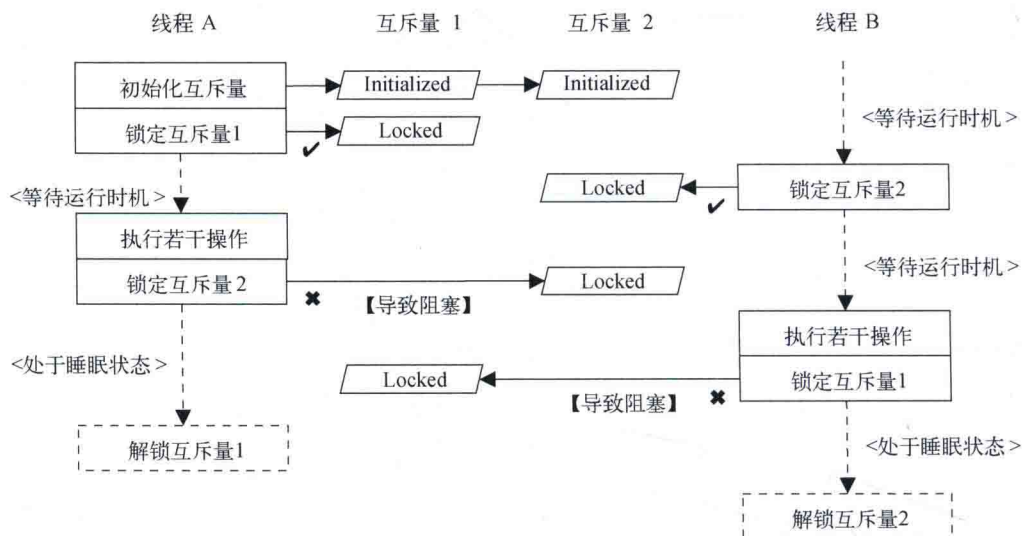 线程 A 互斥量 1 互斥量 2 线程 B
初始化互斥量 Initialized Initialized
<等待运行时机>
锁定互斥量1 Locked
<等待运行时机> Locked 锁定互斥量2
执行若干操作
<等待运行时机>
锁定互斥量2 Locked
【导致阻塞】
执行若干操作
<处于睡眠状态>
Locked 锁定互斥量1
【导致阻塞】
解锁互斥量1 <处于睡眠状态>
解锁互斥量2